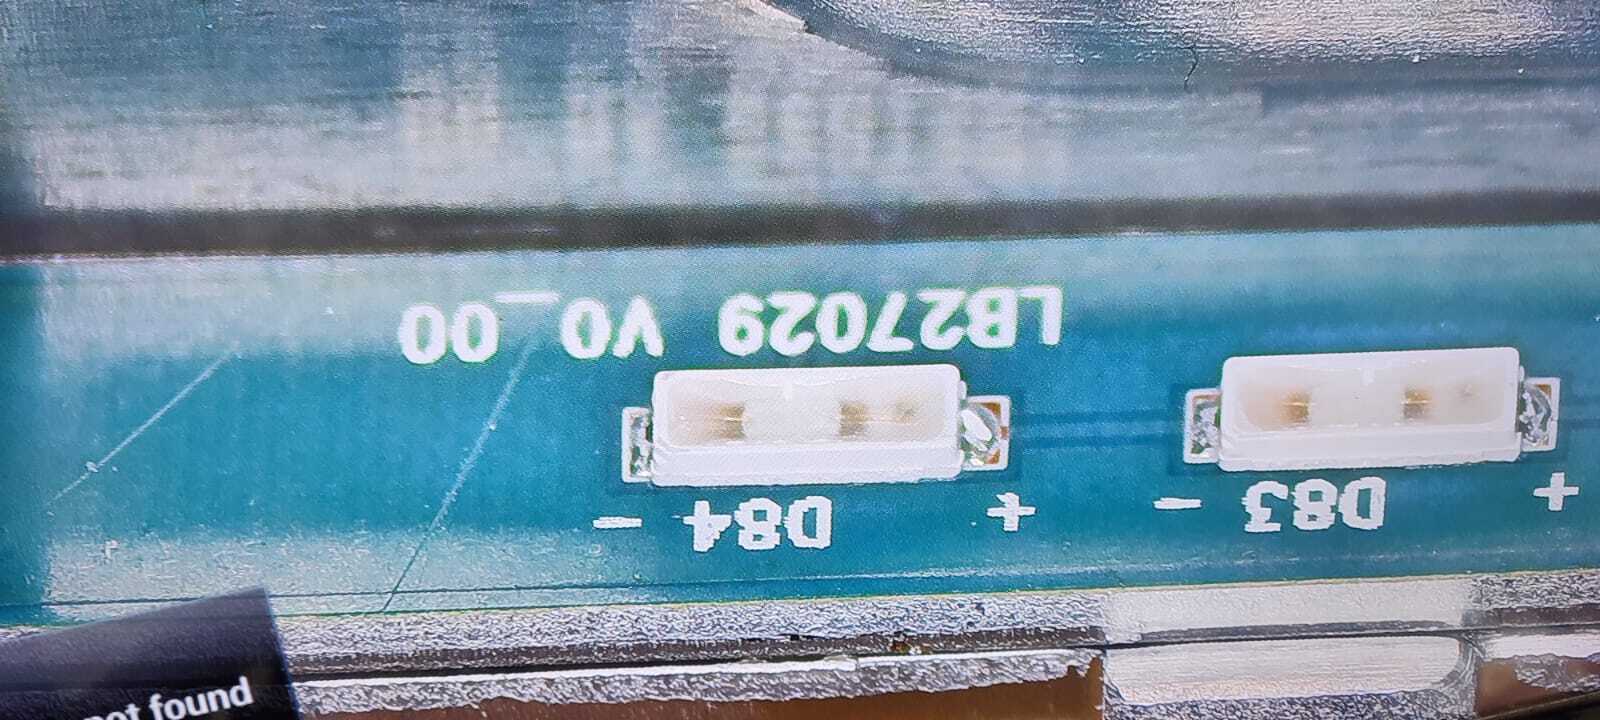 LB27029 V0_00
- D84 +
- D83 +
not found